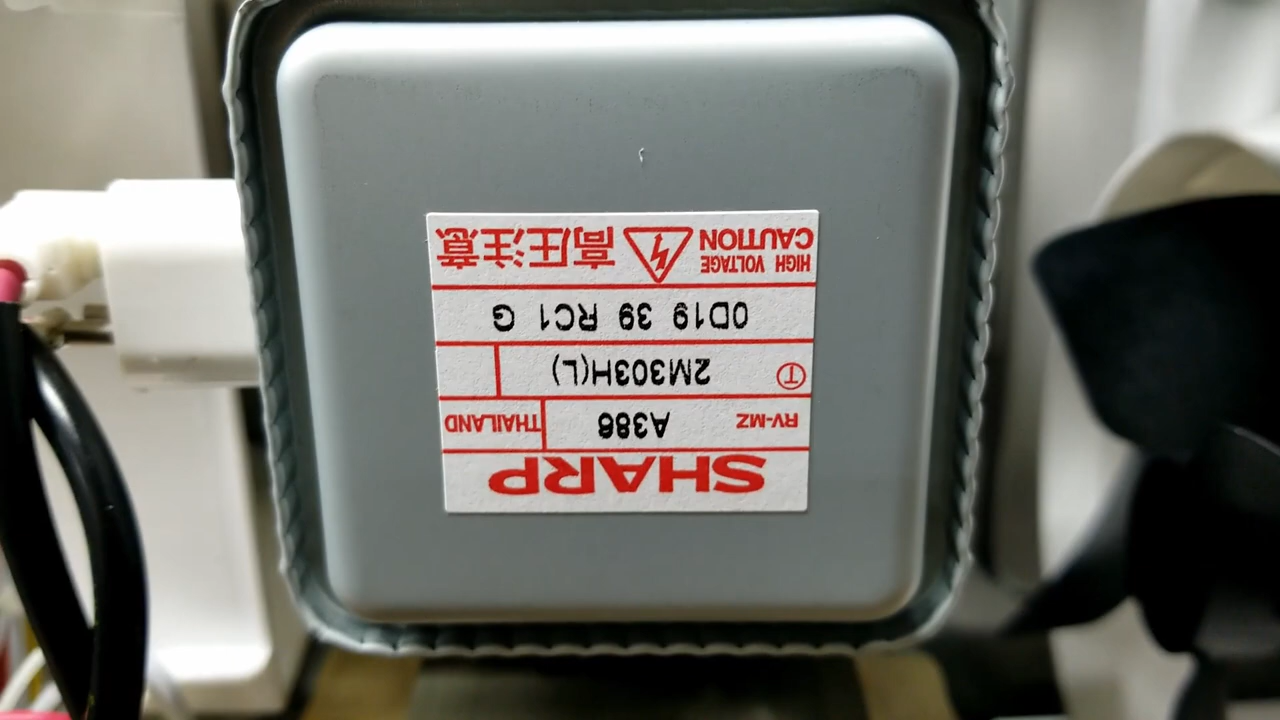 SHARP
RV-MZ A386 THAILAND
Ⓣ 2M303H(L)
0D19 39 RC1 G
HIGH VOLTAGE CAUTION 高圧注意